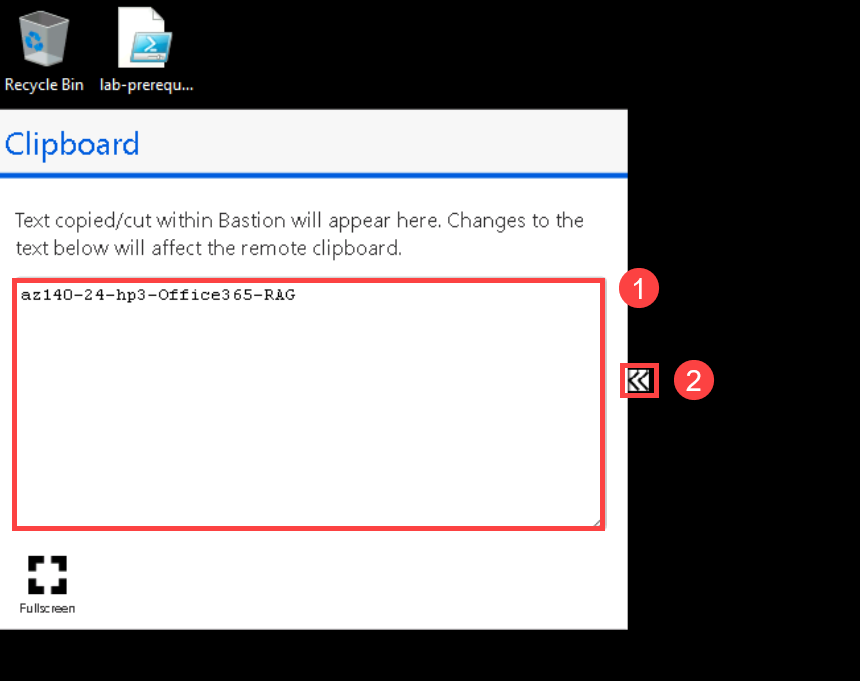 Recycle Bin
lab-prerequ...
Clipboard
Text copied/cut within Bastion will appear here. Changes to the
text below will affect the remote clipboard.
az140-24-hp3-Office365-RAG
1
2
Fullscreen